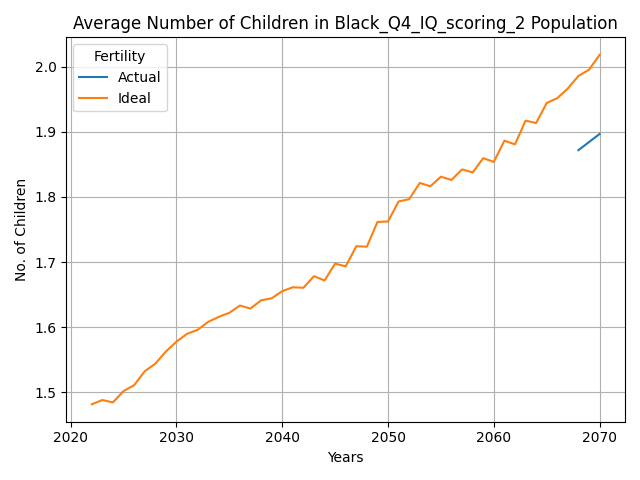 Average Number of Children in Black_Q4_IQ_scoring_2 Population
Fertility
Actual
Ideal
No. of Children
2.0
1.9
1.8
1.7
1.6
1.5
2020 2030 2040 2050 2060 2070
Years